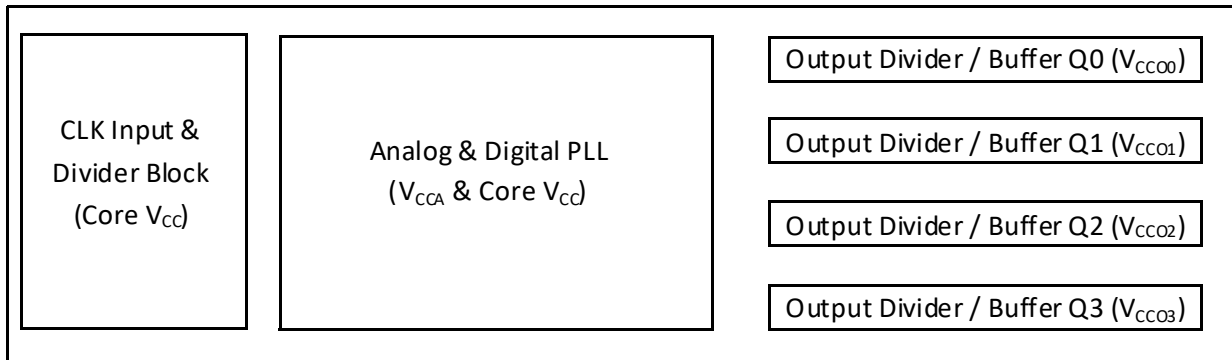 CLK Input &
Divider Block
(Core VCC)
Analog & Digital PLL
(VCCA & Core VCC)
Output Divider / Buffer Q0 (VCCO0)
Output Divider / Buffer Q1 (VCCO1)
Output Divider / Buffer Q2 (VCCO2)
Output Divider / Buffer Q3 (VCCO3)